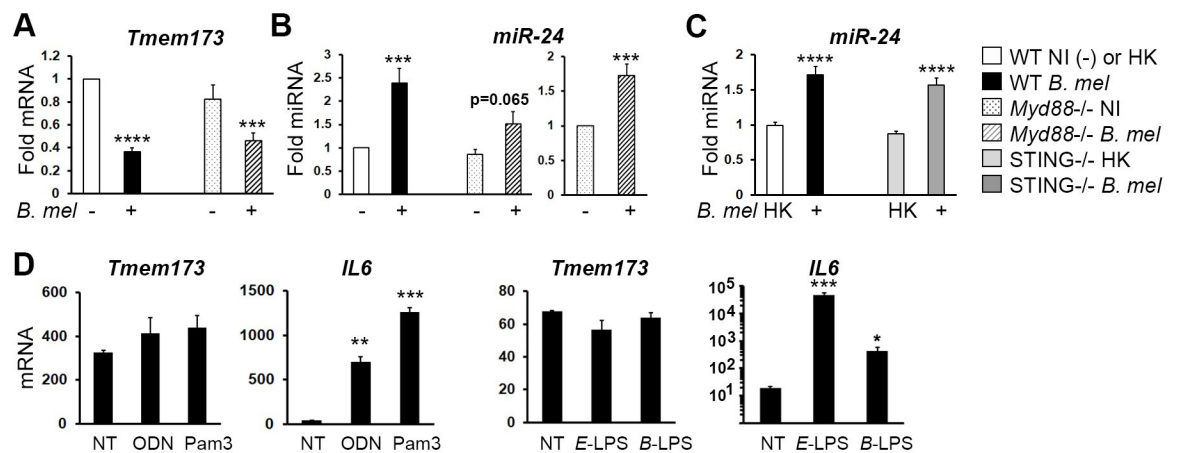 A
Tmem173
Fold mRNA
1.2
1
0.8
0.6
0.4
0.2
0
****
***
B. mel - + - +
B
miR-24
Fold miRNA
3
2.5
2
1.5
1
0.5
0
***
p=0.065
- + - +
2
1.5
1
0.5
0
***
- +
C
miR-24
Fold miRNA
2
1.5
1
0.5
0
****
****
B. mel HK + HK +
WT NI (-) or HK
WT B. mel
Myd88-/- NI
Myd88-/- B. mel
STING-/- HK
STING-/- B. mel
D
Tmem173
mRNA
600
400
200
0
NT ODN Pam3
IL6
1500
1000
500
0
**
***
NT ODN Pam3
Tmem173
80
60
40
20
0
NT E-LPS B-LPS
IL6
10^5
10^4
10^3
10^2
10^1
***
*
NT E-LPS B-LPS